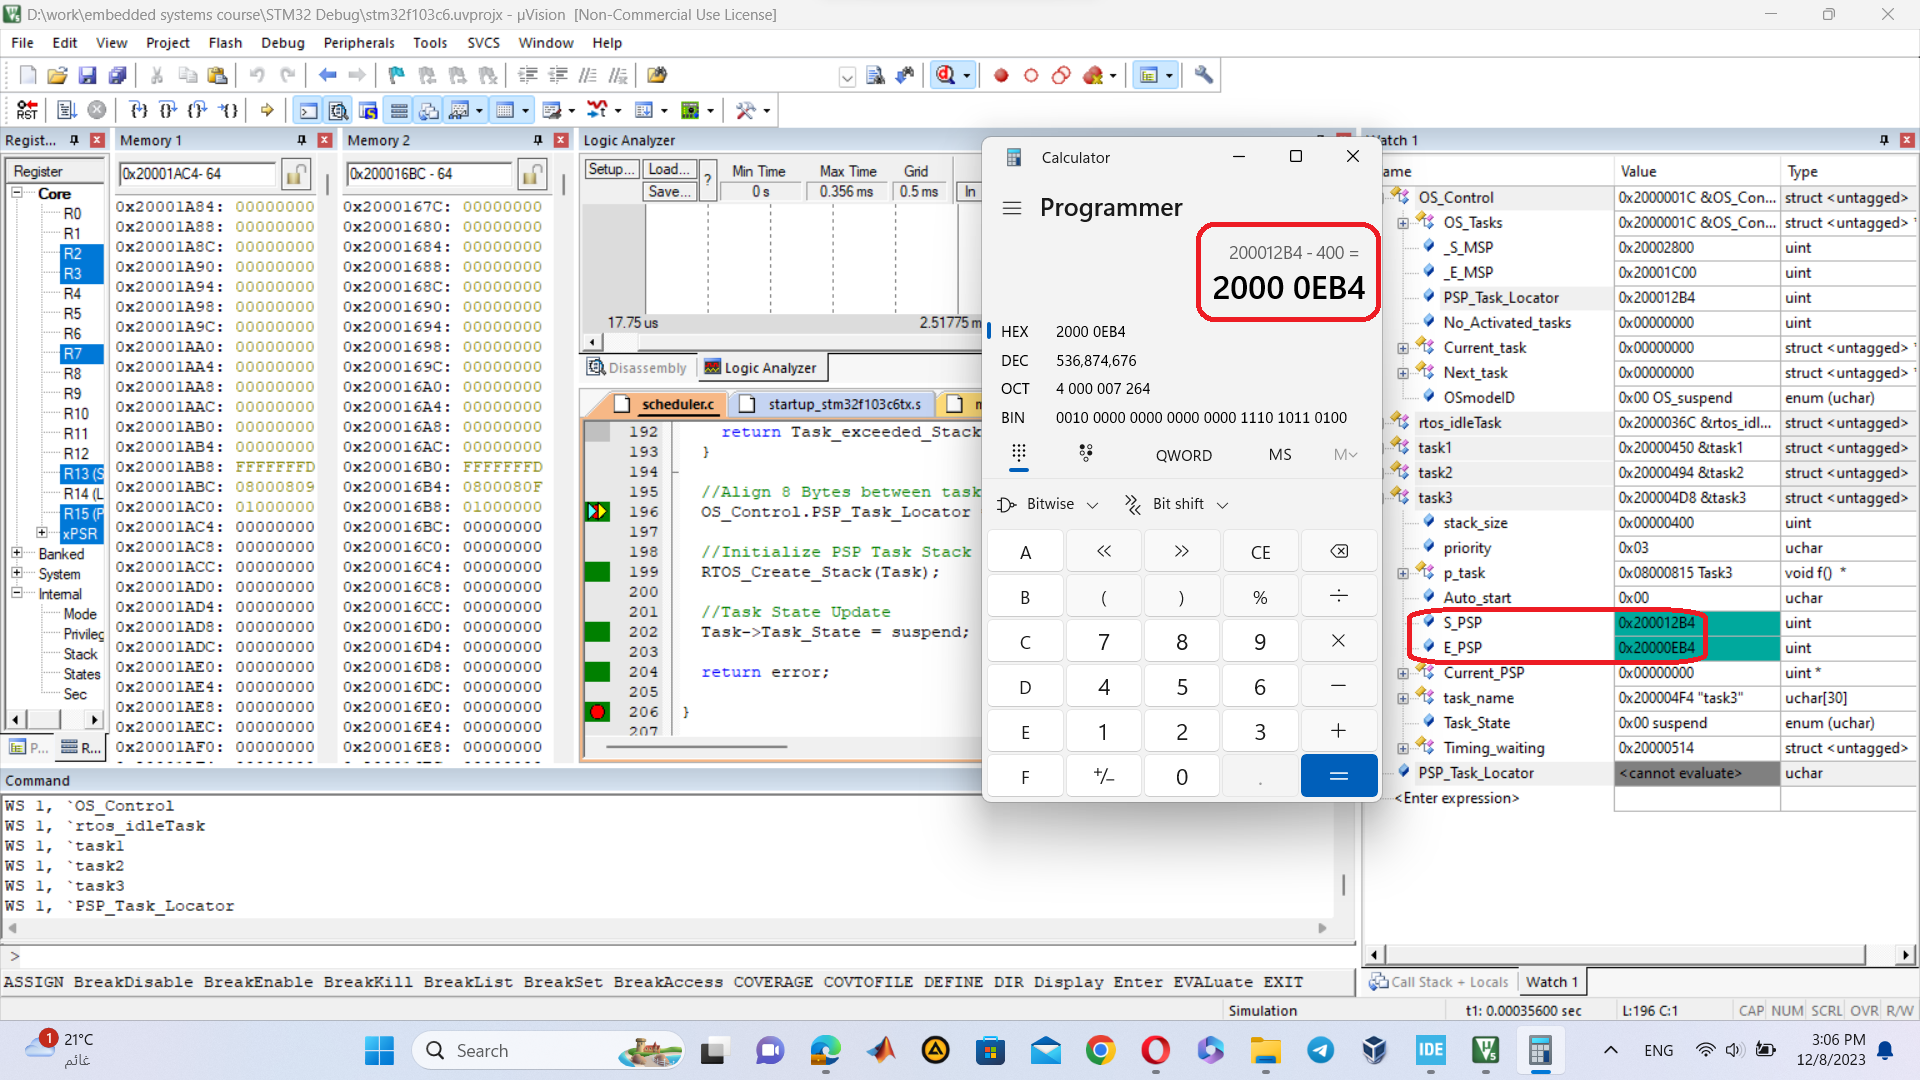 D:\work\embedded systems course\STM32 Debug\stm32f103c6.uvprojx - µVision  [Non-Commercial Use License]
File Edit View Project Flash Debug Peripherals Tools SVCS Window Help
Regist...
Register
Core
R0
R1
R2
R3
R4
R5
R6
R7
R8
R9
R10
R11
R12
R13 (S
R14 (L
R15 (P
xPSR
Banked
System
Internal
Mode
Privileg
Stack
States
Sec
P...
R...
Memory 1
0x20001AC4- 64
0x20001A84: 00000000
0x20001A88: 00000000
0x20001A8C: 00000000
0x20001A90: 00000000
0x20001A94: 00000000
0x20001A98: 00000000
0x20001A9C: 00000000
0x20001AA0: 00000000
0x20001AA4: 00000000
0x20001AA8: 00000000
0x20001AAC: 00000000
0x20001AB0: 00000000
0x20001AB4: 00000000
0x20001AB8: FFFFFFFD
0x20001ABC: 08000809
0x20001AC0: 01000000
0x20001AC4: 00000000
0x20001AC8: 00000000
0x20001ACC: 00000000
0x20001AD0: 00000000
0x20001AD4: 00000000
0x20001AD8: 00000000
0x20001ADC: 00000000
0x20001AE0: 00000000
0x20001AE4: 00000000
0x20001AE8: 00000000
0x20001AEC: 00000000
0x20001AF0: 00000000
Memory 2
0x200016BC - 64
0x2000167C: 00000000
0x20001680: 00000000
0x20001684: 00000000
0x20001688: 00000000
0x2000168C: 00000000
0x20001690: 00000000
0x20001694: 00000000
0x20001698: 00000000
0x2000169C: 00000000
0x200016A0: 00000000
0x200016A4: 00000000
0x200016A8: 00000000
0x200016AC: 00000000
0x200016B0: FFFFFFFD
0x200016B4: 0800080F
0x200016B8: 01000000
0x200016BC: 00000000
0x200016C0: 00000000
0x200016C4: 00000000
0x200016C8: 00000000
0x200016CC: 00000000
0x200016D0: 00000000
0x200016D4: 00000000
0x200016D8: 00000000
0x200016DC: 00000000
0x200016E0: 00000000
0x200016E4: 00000000
0x200016E8: 00000000
Logic Analyzer
Setup... Load... Save... ?
Min Time Max Time Grid
0 s 0.356 ms 0.5 ms In
17.75 us 2.51775 m
Disassembly Logic Analyzer
scheduler.c startup_stm32f103c6tx.s
192 return Task_exceeded_Stack
193 }
194
195 //Align 8 Bytes between task
196 OS_Control.PSP_Task_Locator
197
198 //Initialize PSP Task Stack
199 RTOS_Create_Stack(Task);
200
201 //Task State Update
202 Task->Task_State = suspend;
203
204 return error;
205
206 }
207
Calculator
Programmer
200012B4 - 400 =
2000 0EB4
HEX 2000 0EB4
DEC 536,874,676
OCT 4 000 007 264
BIN 0010 0000 0000 0000 0000 1110 1011 0100
QWORD MS M
Bitwise Bit shift
A << >> CE
B ( ) % ÷
C 7 8 9 ×
D 4 5 6 −
E 1 2 3 +
F +/− 0 . =
atch 1
ame Value Type
OS_Control 0x2000001C &OS_Con... struct <untagged>
OS_Tasks 0x2000001C &OS_Con... struct <untagged> *
_S_MSP 0x20002800 uint
_E_MSP 0x20001C00 uint
PSP_Task_Locator 0x200012B4 uint
No_Activated_tasks 0x00000000 uint
Current_task 0x00000000 struct <untagged> *
Next_task 0x00000000 struct <untagged> *
OSmodeID 0x00 OS_suspend enum (uchar)
rtos_idleTask 0x2000036C &rtos_idl... struct <untagged>
task1 0x20000450 &task1 struct <untagged>
task2 0x20000494 &task2 struct <untagged>
task3 0x200004D8 &task3 struct <untagged>
stack_size 0x00000400 uint
priority 0x03 uchar
p_task 0x08000815 Task3 void f() *
Auto_start 0x00 uchar
S_PSP 0x200012B4 uint
E_PSP 0x20000EB4 uint
Current_PSP 0x00000000 uint *
task_name 0x200004F4 "task3" uchar[30]
Task_State 0x00 suspend enum (uchar)
Timing_waiting 0x20000514 struct <untagged>
PSP_Task_Locator <cannot evaluate> uchar
<Enter expression>
Call Stack + Locals Watch 1
Command
WS 1, `OS_Control
WS 1, `rtos_idleTask
WS 1, `task1
WS 1, `task2
WS 1, `task3
WS 1, `PSP_Task_Locator
>
ASSIGN BreakDisable BreakEnable BreakKill BreakList BreakSet BreakAccess COVERAGE COVTOFILE DEFINE DIR Display Enter EVALuate EXIT
Simulation t1: 0.00035600 sec L:196 C:1 CAP NUM SCRL OVR R/W
1
21°C
غائم
Search
IDE
ENG
3:06 PM
12/8/2023